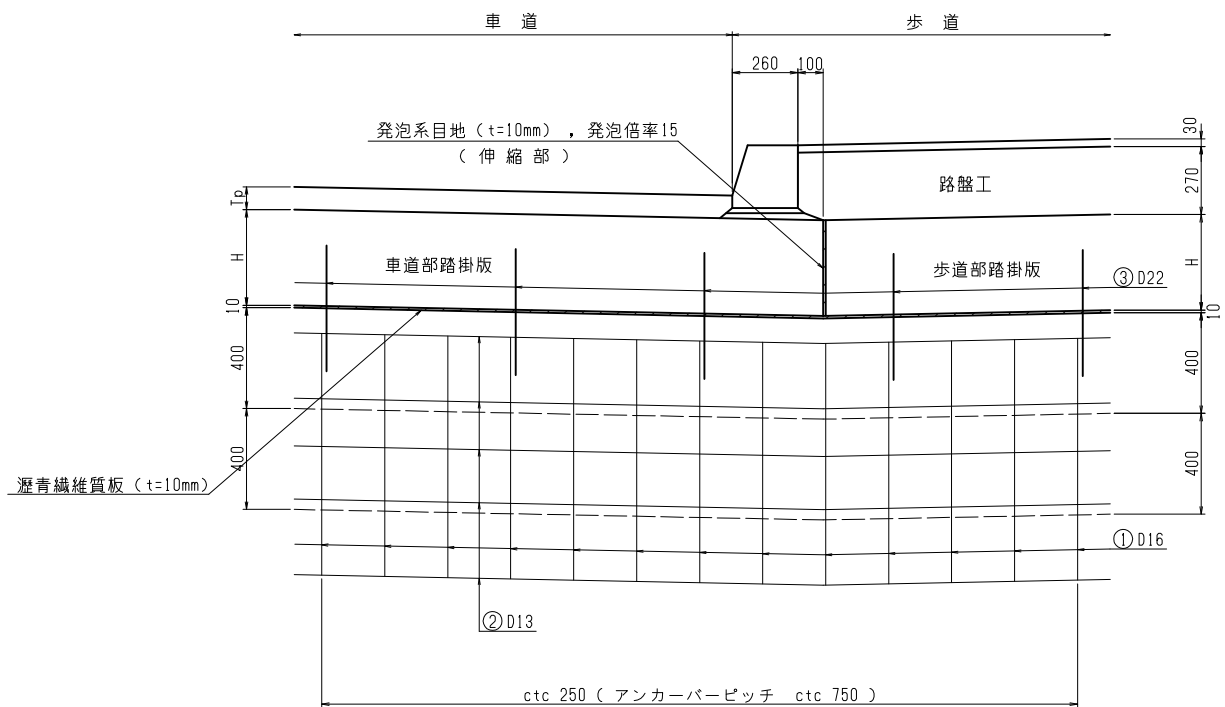 車 道
歩 道
260
100
発泡系目地（t=10mm），発泡倍率15
（ 伸 縮 部 ）
30
270
路盤工
Tp
H
車道部踏掛版
歩道部踏掛版
③D22
H
10
10
400
400
400
400
瀝青繊維質板（t=10mm）
①D16
②D13
ctc 250（ アンカーバーピッチ ctc 750 ）